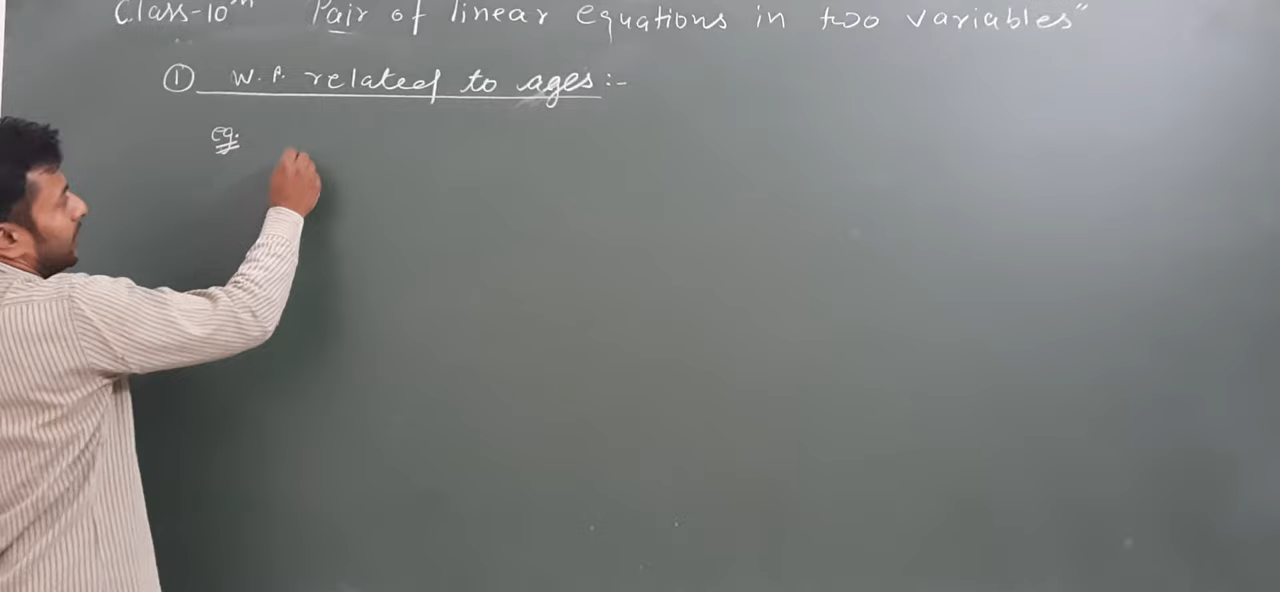 Class-10th Pair of linear equations in two variables"
① W.P. related to ages:-
eg.